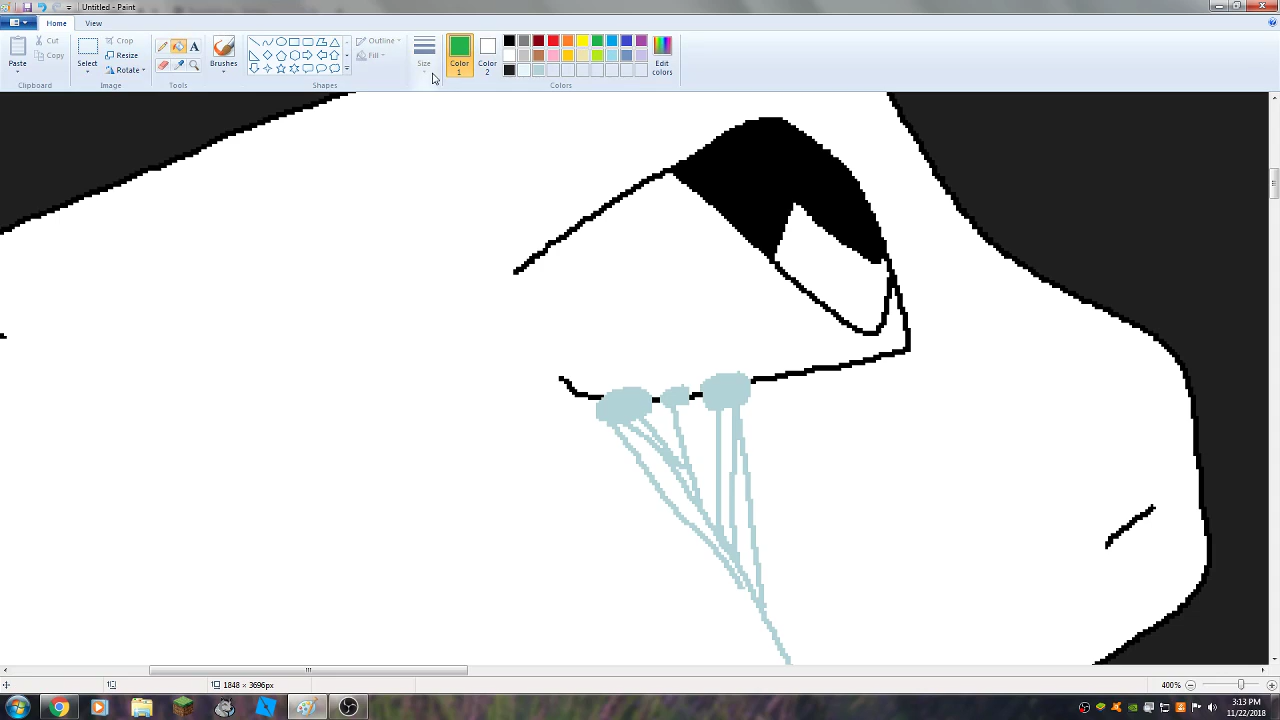 Untitled - Paint
Home
View
Paste
Cut
Copy
Clipboard
Select
Crop
Resize
Rotate
Image
A
Tools
Brushes
Outline
Fill
Shapes
Size
Color
1
Color
2
Edit
colors
Colors
1848 × 3696px
400%
3:13 PM
11/23/2018